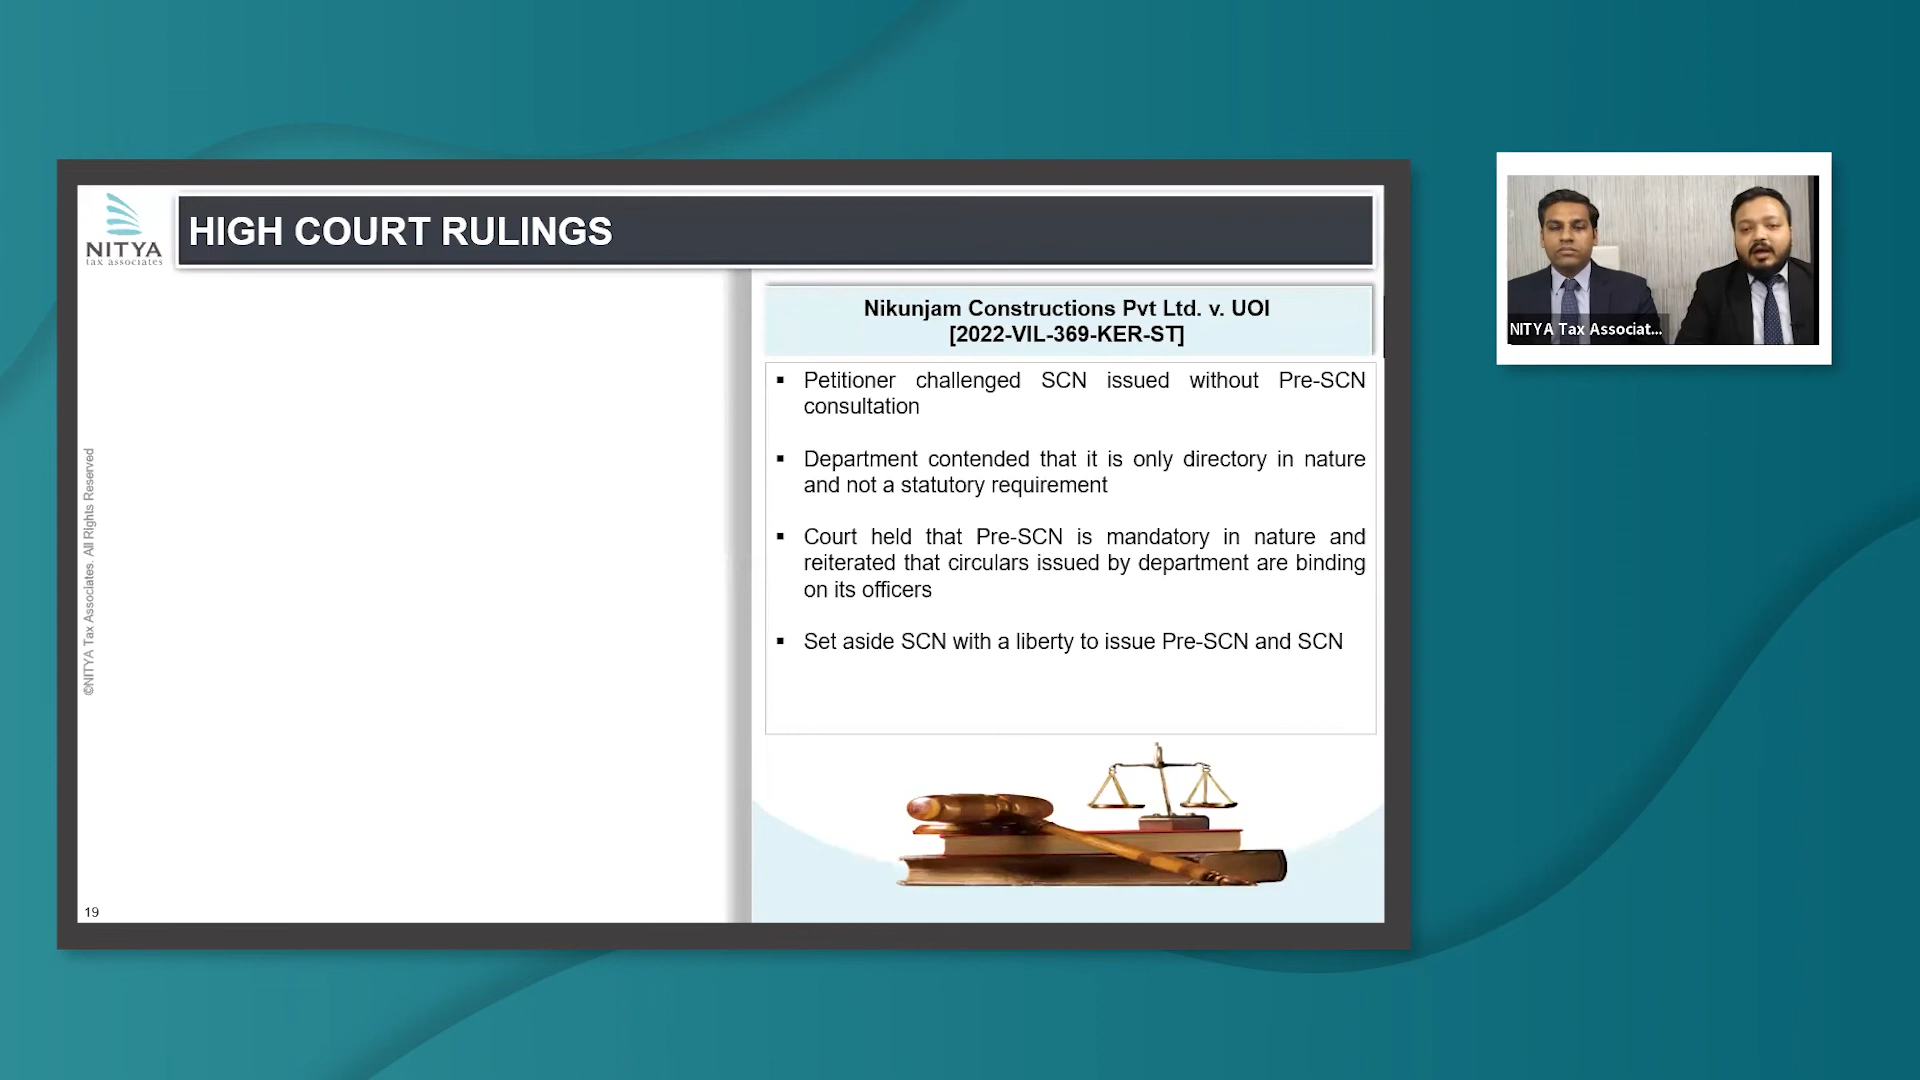 NITYA
tax associates
HIGH COURT RULINGS
Nikunjam Constructions Pvt Ltd. v. UOI
[2022-VIL-369-KER-ST]
▪ Petitioner challenged SCN issued without Pre-SCN
consultation
▪ Department contended that it is only directory in nature
and not a statutory requirement
▪ Court held that Pre-SCN is mandatory in nature and
reiterated that circulars issued by department are binding
on its officers
▪ Set aside SCN with a liberty to issue Pre-SCN and SCN
©NITYA Tax Associates. All Rights Reserved
19
NITYA Tax Associat...